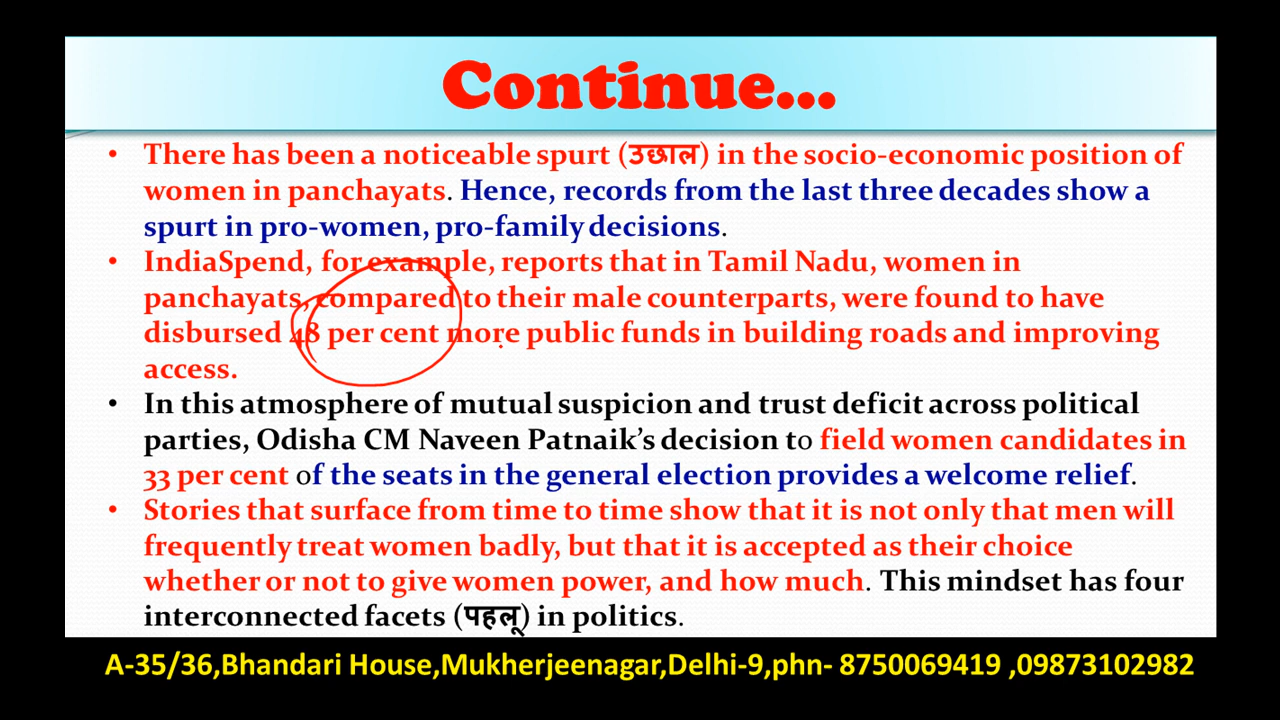 Continue...
• There has been a noticeable spurt (उछाल) in the socio-economic position of
women in panchayats. Hence, records from the last three decades show a
spurt in pro-women, pro-family decisions.
• IndiaSpend, for example, reports that in Tamil Nadu, women in
panchayats, compared to their male counterparts, were found to have
disbursed 48 per cent more public funds in building roads and improving
access.
• In this atmosphere of mutual suspicion and trust deficit across political
parties, Odisha CM Naveen Patnaik's decision to field women candidates in
33 per cent of the seats in the general election provides a welcome relief.
• Stories that surface from time to time show that it is not only that men will
frequently treat women badly, but that it is accepted as their choice
whether or not to give women power, and how much. This mindset has four
interconnected facets (पहलू) in politics.
A-35/36,Bhandari House,Mukherjeenagar,Delhi-9,phn- 8750069419 ,09873102982